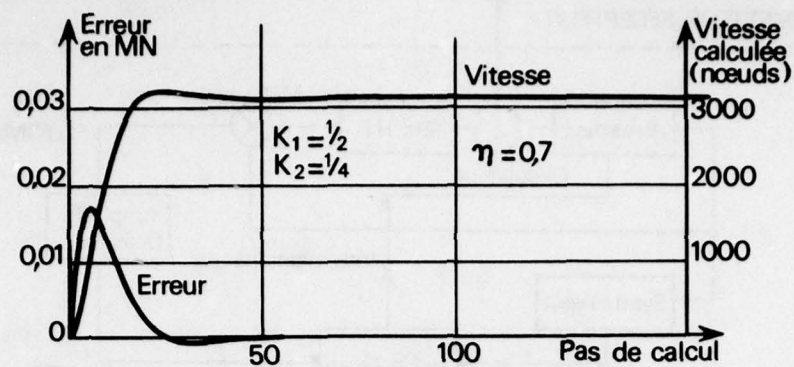 Erreur
en MN
Vitesse
calculée
(nœuds)
Vitesse
0,03
3000
K₁ = ½
K₂ = ¼
η = 0,7
0,02
2000
0,01
1000
Erreur
0
50
100
Pas de calcul